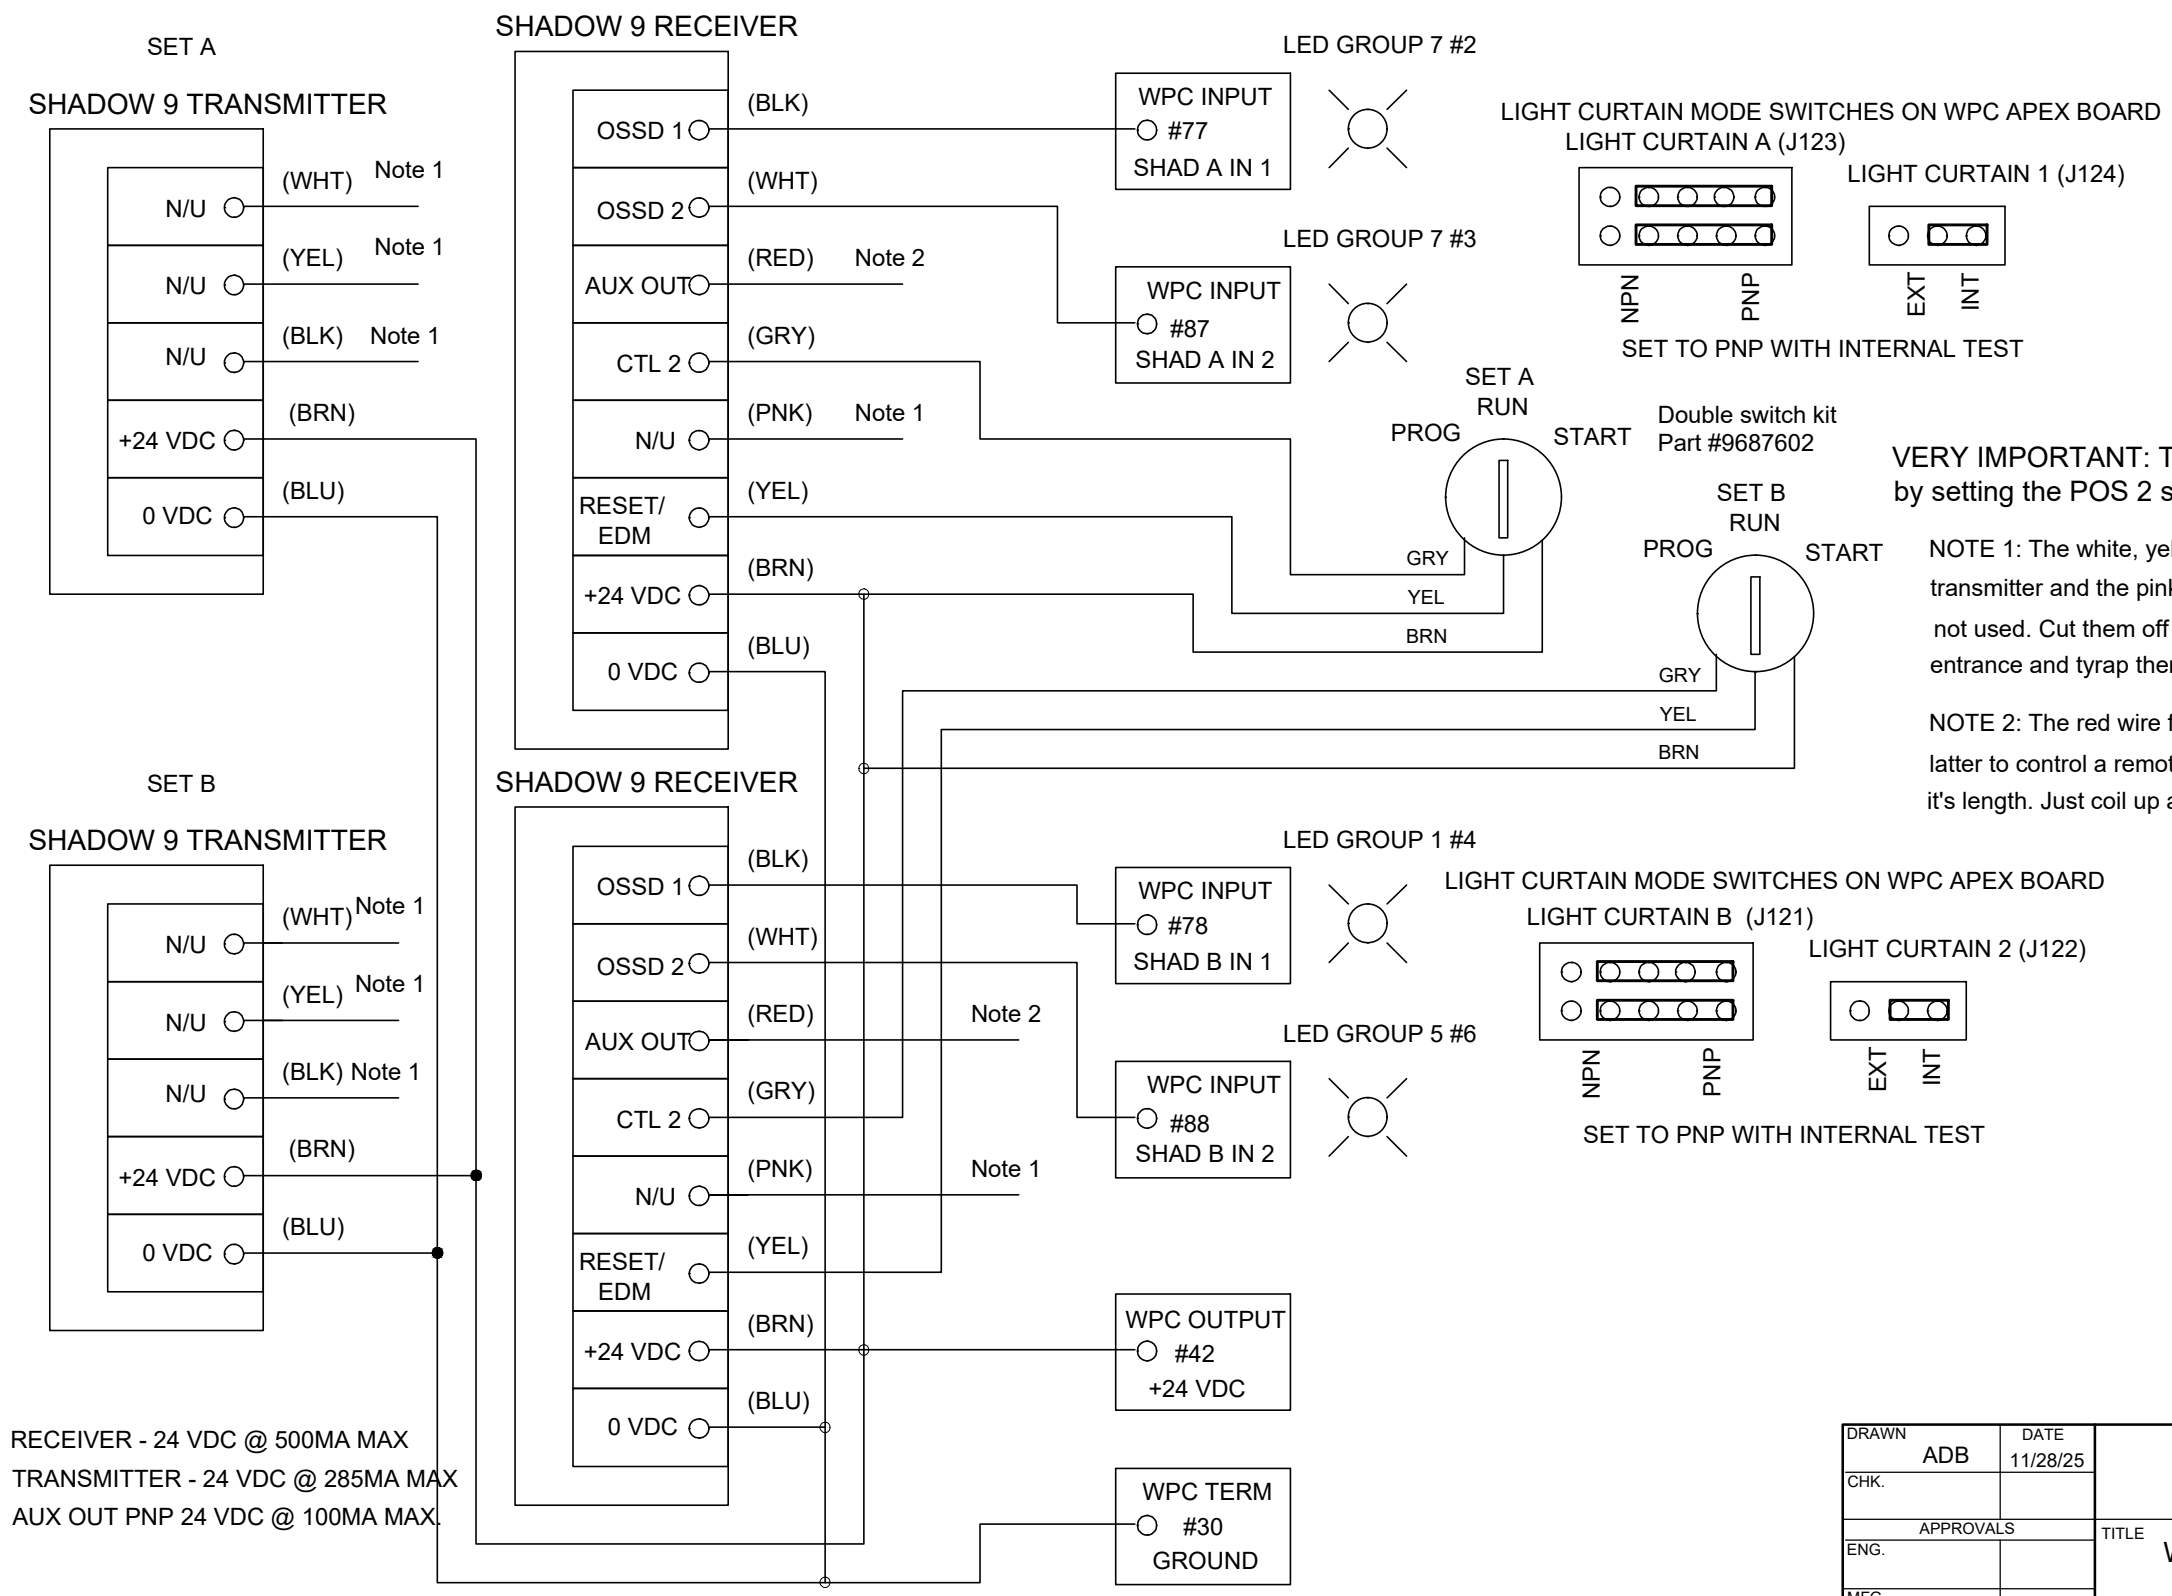 SET A
SHADOW 9 TRANSMITTER
N/U
(WHT)
Note 1
N/U
(YEL)
Note 1
N/U
(BLK)
Note 1
+24 VDC
(BRN)
0 VDC
(BLU)
SET B
SHADOW 9 TRANSMITTER
N/U
(WHT)
Note 1
N/U
(YEL)
Note 1
N/U
(BLK)
Note 1
+24 VDC
(BRN)
0 VDC
(BLU)
RECEIVER - 24 VDC @ 500MA MAX
TRANSMITTER - 24 VDC @ 285MA MAX
AUX OUT PNP 24 VDC @ 100MA MAX.
SHADOW 9 RECEIVER
OSSD 1
(BLK)
OSSD 2
(WHT)
AUX OUT
(RED)
Note 2
CTL 2
(GRY)
N/U
(PNK)
Note 1
RESET/
EDM
(YEL)
+24 VDC
(BRN)
0 VDC
(BLU)
SHADOW 9 RECEIVER
OSSD 1
(BLK)
OSSD 2
(WHT)
AUX OUT
(RED)
Note 2
CTL 2
(GRY)
N/U
(PNK)
Note 1
RESET/
EDM
(YEL)
+24 VDC
(BRN)
0 VDC
(BLU)
LED GROUP 7 #2
WPC INPUT
#77
SHAD A IN 1
LED GROUP 7 #3
WPC INPUT
#87
SHAD A IN 2
LIGHT CURTAIN MODE SWITCHES ON WPC APEX BOARD
LIGHT CURTAIN A (J123)
LIGHT CURTAIN 1 (J124)
NPN
PNP
EXT
INT
SET TO PNP WITH INTERNAL TEST
SET A
RUN
PROG
START
GRY
YEL
BRN
Double switch kit
Part #9687602
SET B
RUN
PROG
START
GRY
YEL
BRN
VERY IMPORTANT: T
by setting the POS 2 s
NOTE 1: The white, yel
transmitter and the pink
not used. Cut them off
entrance and tyrap ther
NOTE 2: The red wire f
latter to control a remot
it's length. Just coil up a
LED GROUP 1 #4
WPC INPUT
#78
SHAD B IN 1
LED GROUP 5 #6
WPC INPUT
#88
SHAD B IN 2
LIGHT CURTAIN MODE SWITCHES ON WPC APEX BOARD
LIGHT CURTAIN B (J121)
LIGHT CURTAIN 2 (J122)
NPN
PNP
EXT
INT
SET TO PNP WITH INTERNAL TEST
WPC OUTPUT
#42
+24 VDC
WPC TERM
#30
GROUND
DRAWN
ADB
DATE
11/28/25
CHK.
APPROVALS
ENG.
TITLE